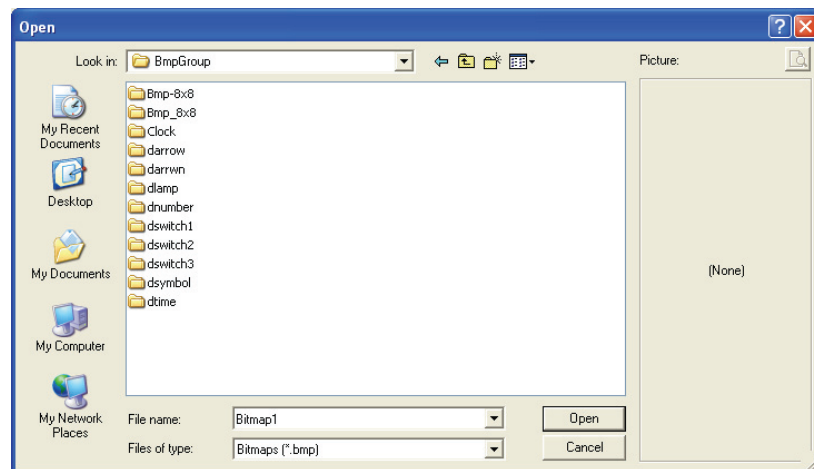 Open
Look in:
BmpGroup
Picture:
My Recent
Documents
Desktop
My Documents
My Computer
My Network
Places
Bmp-8x8
Bmp_8x8
Clock
darrow
darrwn
dlamp
dnumber
dswitch1
dswitch2
dswitch3
dsymbol
dtime
(None)
File name:
Bitmap1
Open
Files of type:
Bitmaps (*.bmp)
Cancel